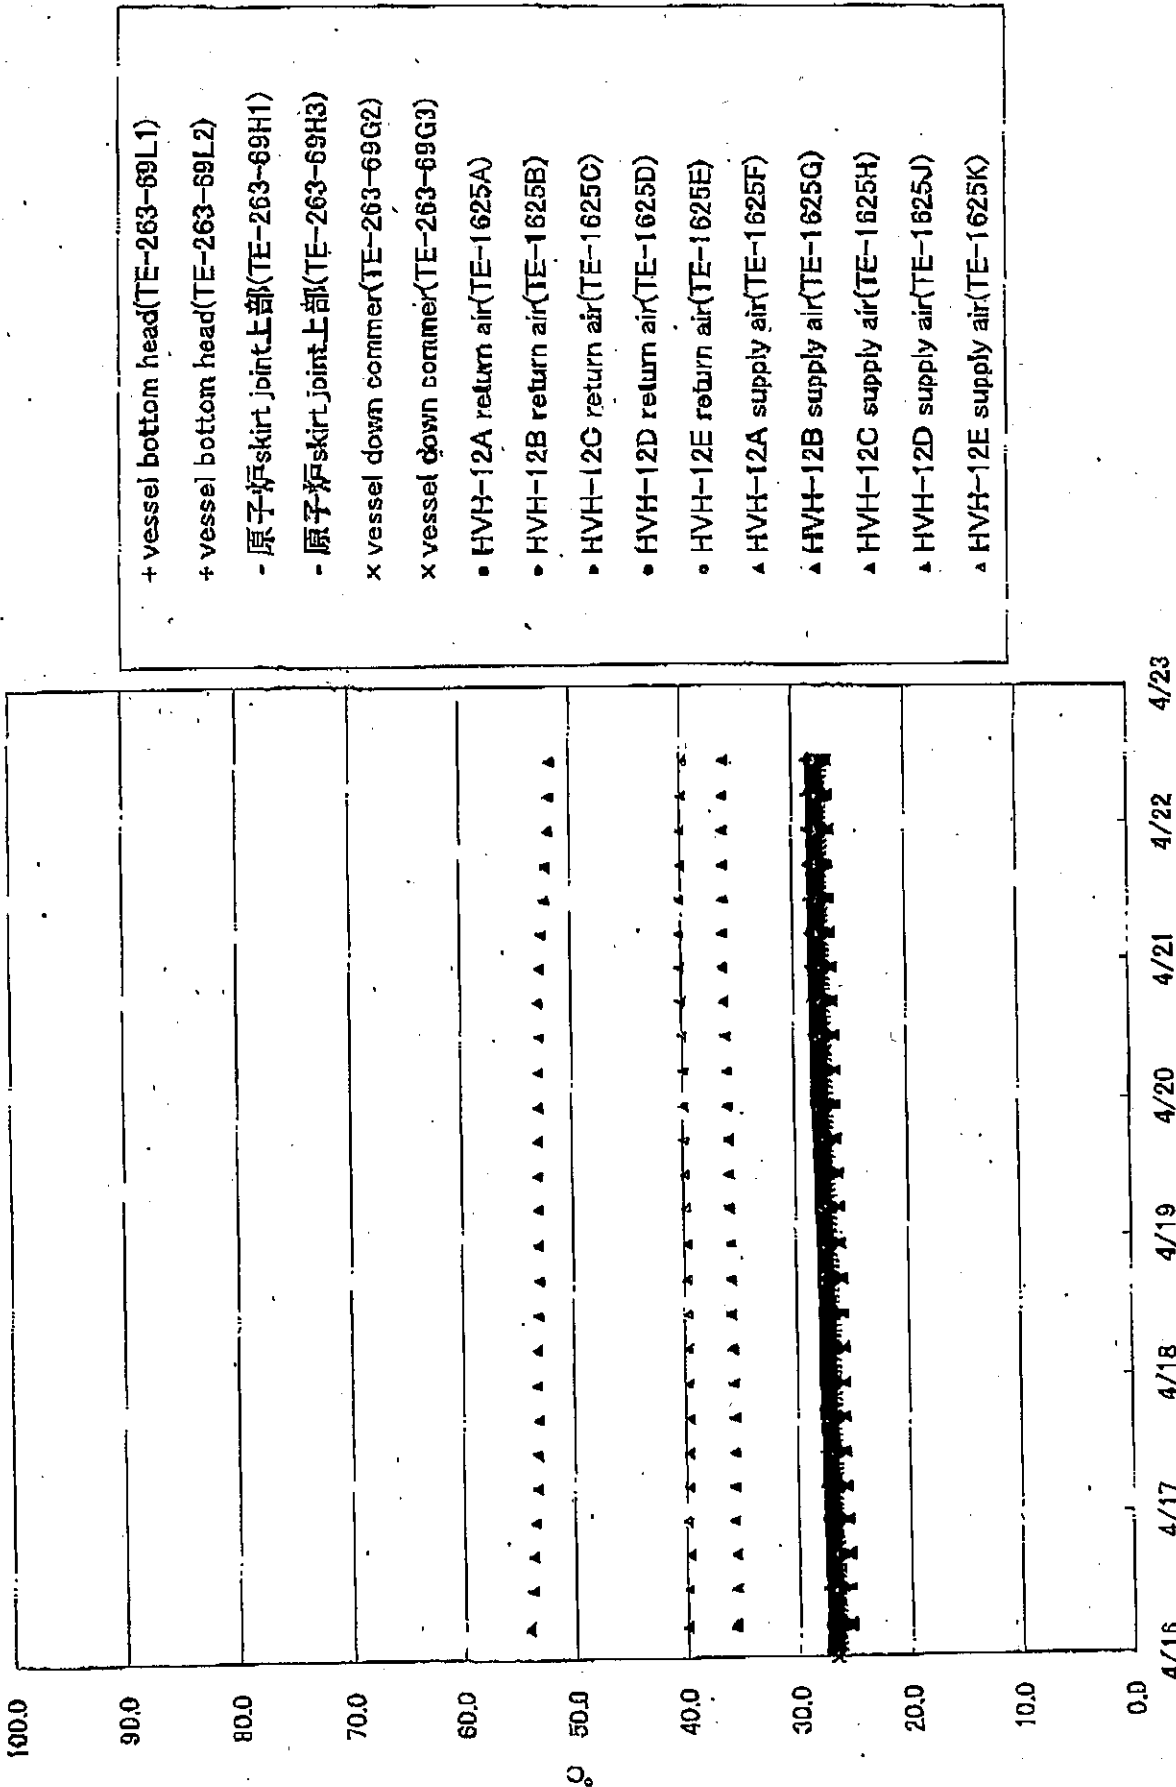 + vessel bottom head(TE-263-69L1)
+ vessel bottom head(TE-263-69L2)
- 原子炉skirt joint上部(TE-263-69H1)
- 原子炉skirt joint上部(TE-263-69H3)
× vessel down commer(TE-263-69G2)
× vessel down commer(TE-263-69G3)
● HVH-12A return air(TE-1625A)
● HVH-12B return air(TE-1625B)
● HVH-12C return air(TE-1625C)
● HVH-12D return air(TE-1625D)
● HVH-12E return air(TE-1625E)
▲ HVH-12A supply air(TE-1625F)
▲ HVH-12B supply air(TE-1625G)
▲ HVH-12C supply air(TE-1625H)
▲ HVH-12D supply air(TE-1625J)
▲ HVH-12E supply air(TE-1625K)
100.0
90.0
80.0
70.0
60.0
50.0
40.0
30.0
20.0
10.0
0.0
℃
4/16
4/17
4/18
4/19
4/20
4/21
4/22
4/23